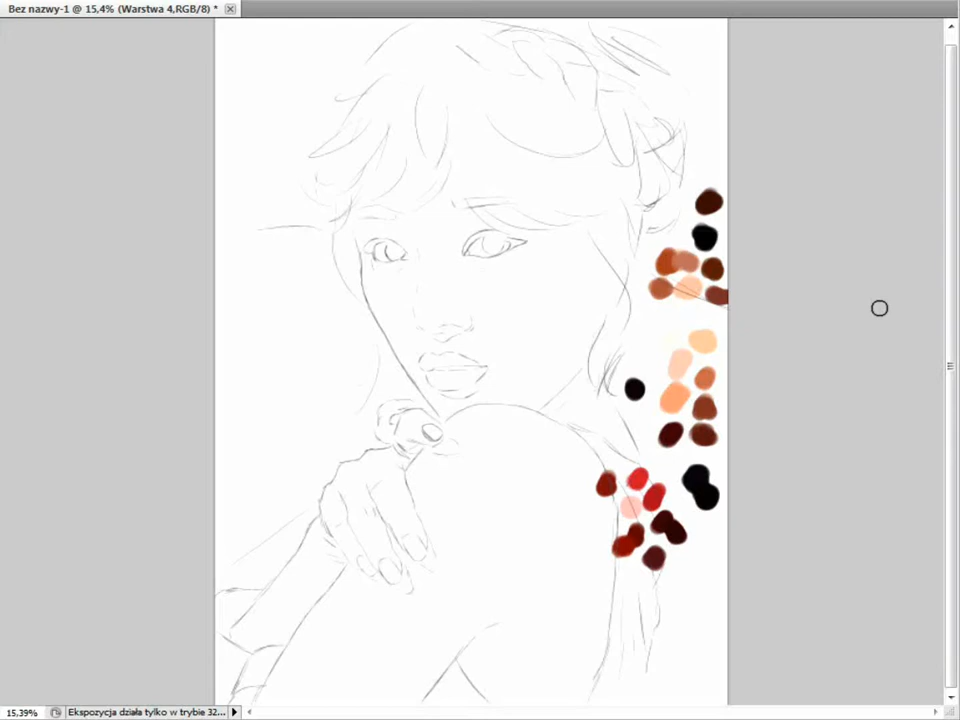 Bez nazwy-1 @ 15,4% (Warstwa 4,RGB/8) *
15,39%
Ekspozycja działa tylko w trybie 32...